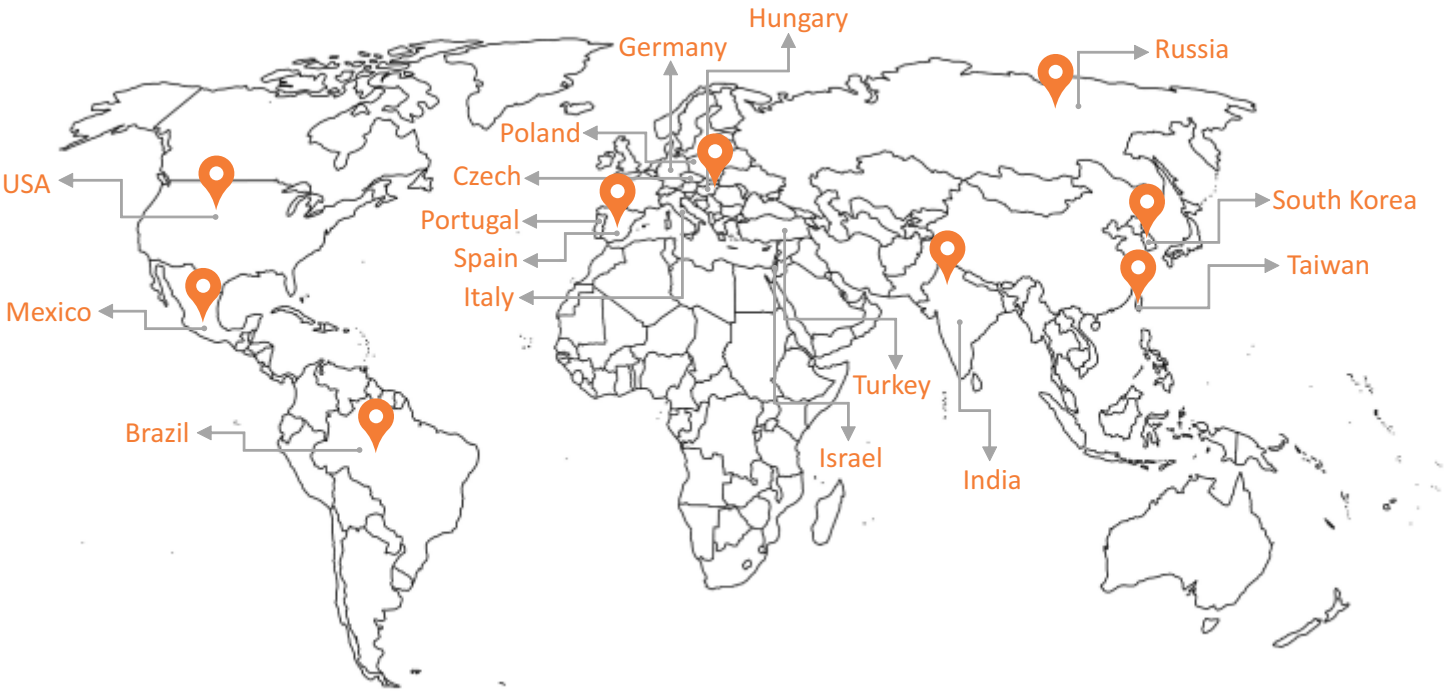 Hungary
Germany
Russia
Poland
Czech
USA
South Korea
Portugal
Spain
Taiwan
Italy
Mexico
Turkey
Brazil
Israel
India